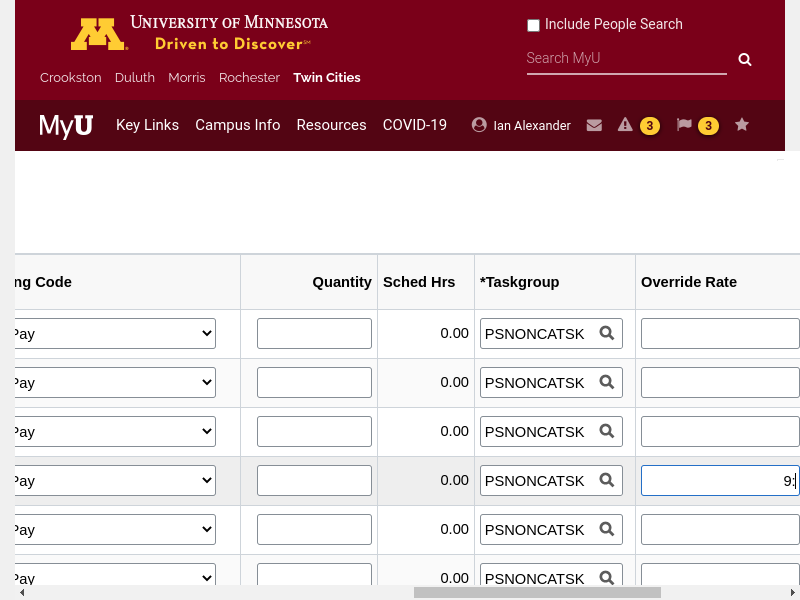 UNIVERSITY OF MINNESOTA
Driven to Discover℠
Include People Search
Search MyU
Crookston Duluth Morris Rochester Twin Cities
MyU Key Links Campus Info Resources COVID-19 Ian Alexander 3 3
ng Code Quantity Sched Hrs *Taskgroup Override Rate
Pay 0.00 PSNONCATSK
Pay 0.00 PSNONCATSK
Pay 0.00 PSNONCATSK
Pay 0.00 PSNONCATSK 9:
Pay 0.00 PSNONCATSK
Pay 0.00 PSNONCATSK